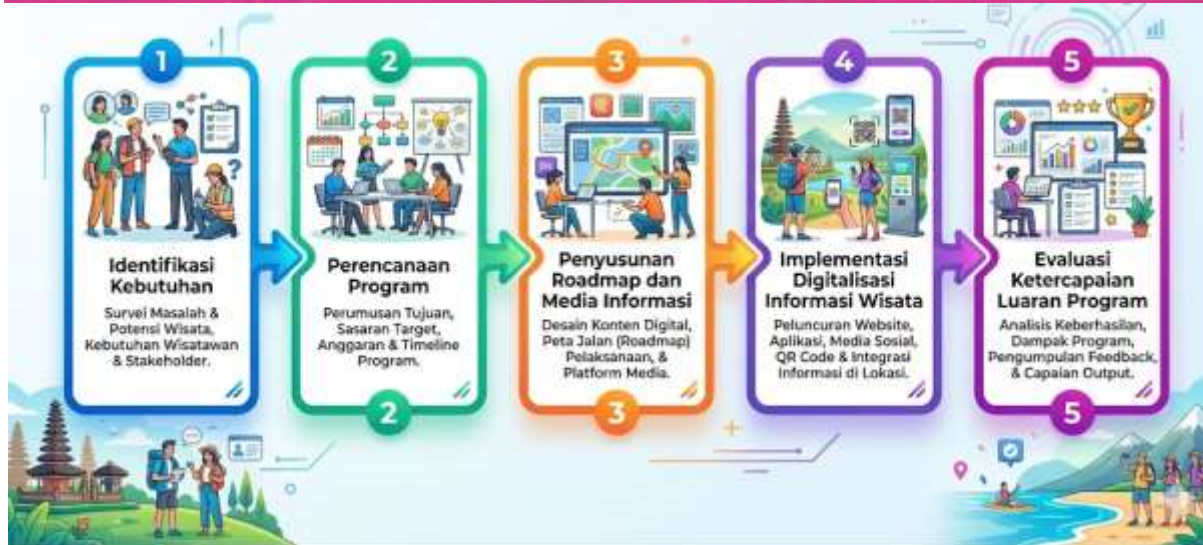 1
Identifikasi
Kebutuhan
Survei Masalah &
Potensi Wisata,
Kebutuhan Wisatawan
& Stakeholder.
2
Perencanaan
Program
Perumusan Tujuan,
Sasaran Target,
Anggaran & Timeline
Program.
2
3
Penyusunan
Roadmap dan
Media Informasi
Desain Konten Digital,
Peta Jalan (Roadmap)
Pelaksanaan, &
Platform Media.
3
4
Implementasi
Digitalisasi
Informasi Wisata
Peluncuran Website,
Aplikasi, Media Sosial,
QR Code & Integrasi
Informasi di Lokasi.
5
Evaluasi
Ketercapaian
Luaran Program
Analisis Keberhasilan,
Dampak Program,
Pengumpulan Feedback,
& Capaian Output.
5